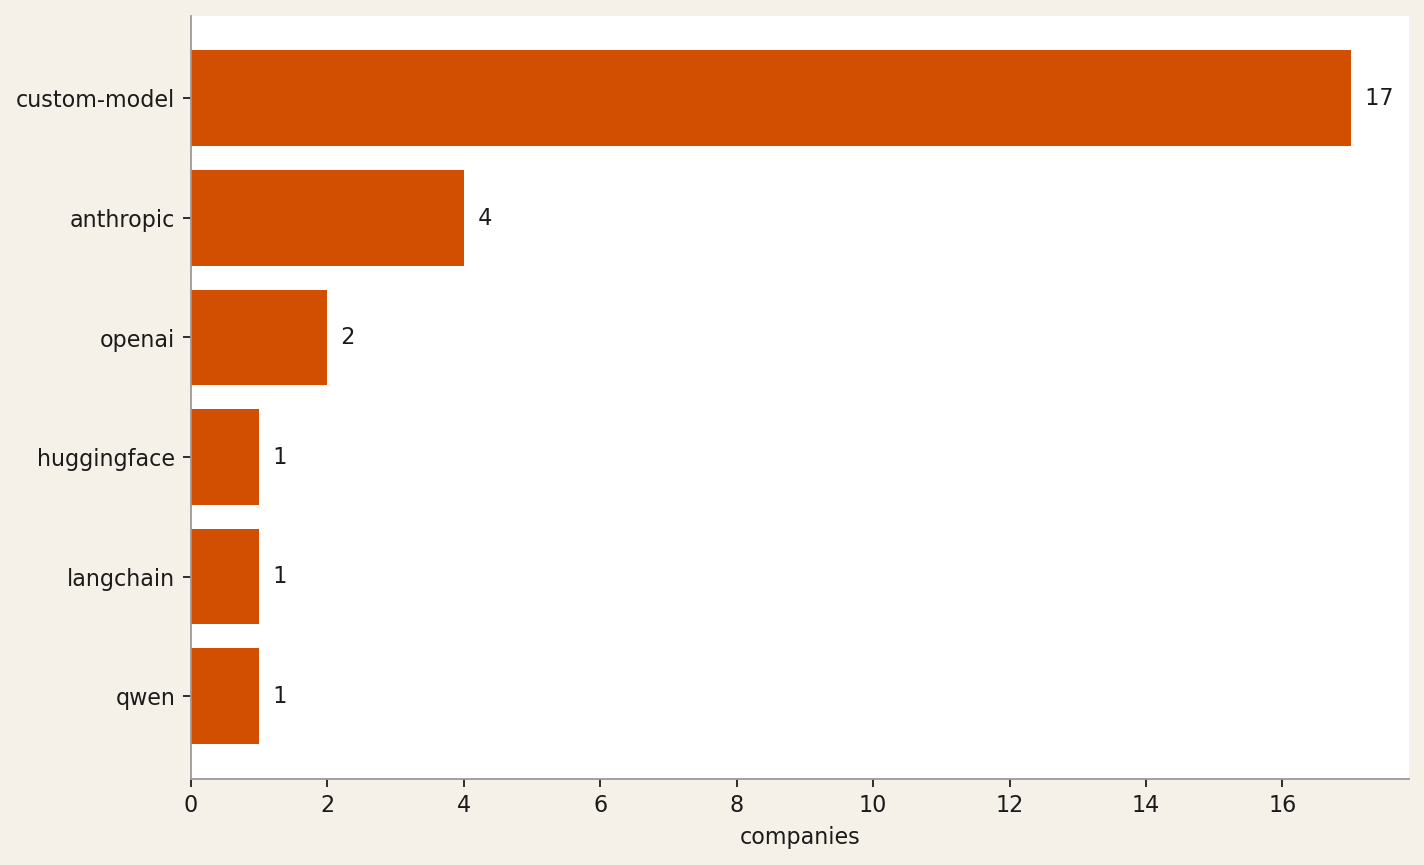 custom-model 17
anthropic 4
openai 2
huggingface 1
langchain 1
qwen 1
0 2 4 6 8 10 12 14 16
companies